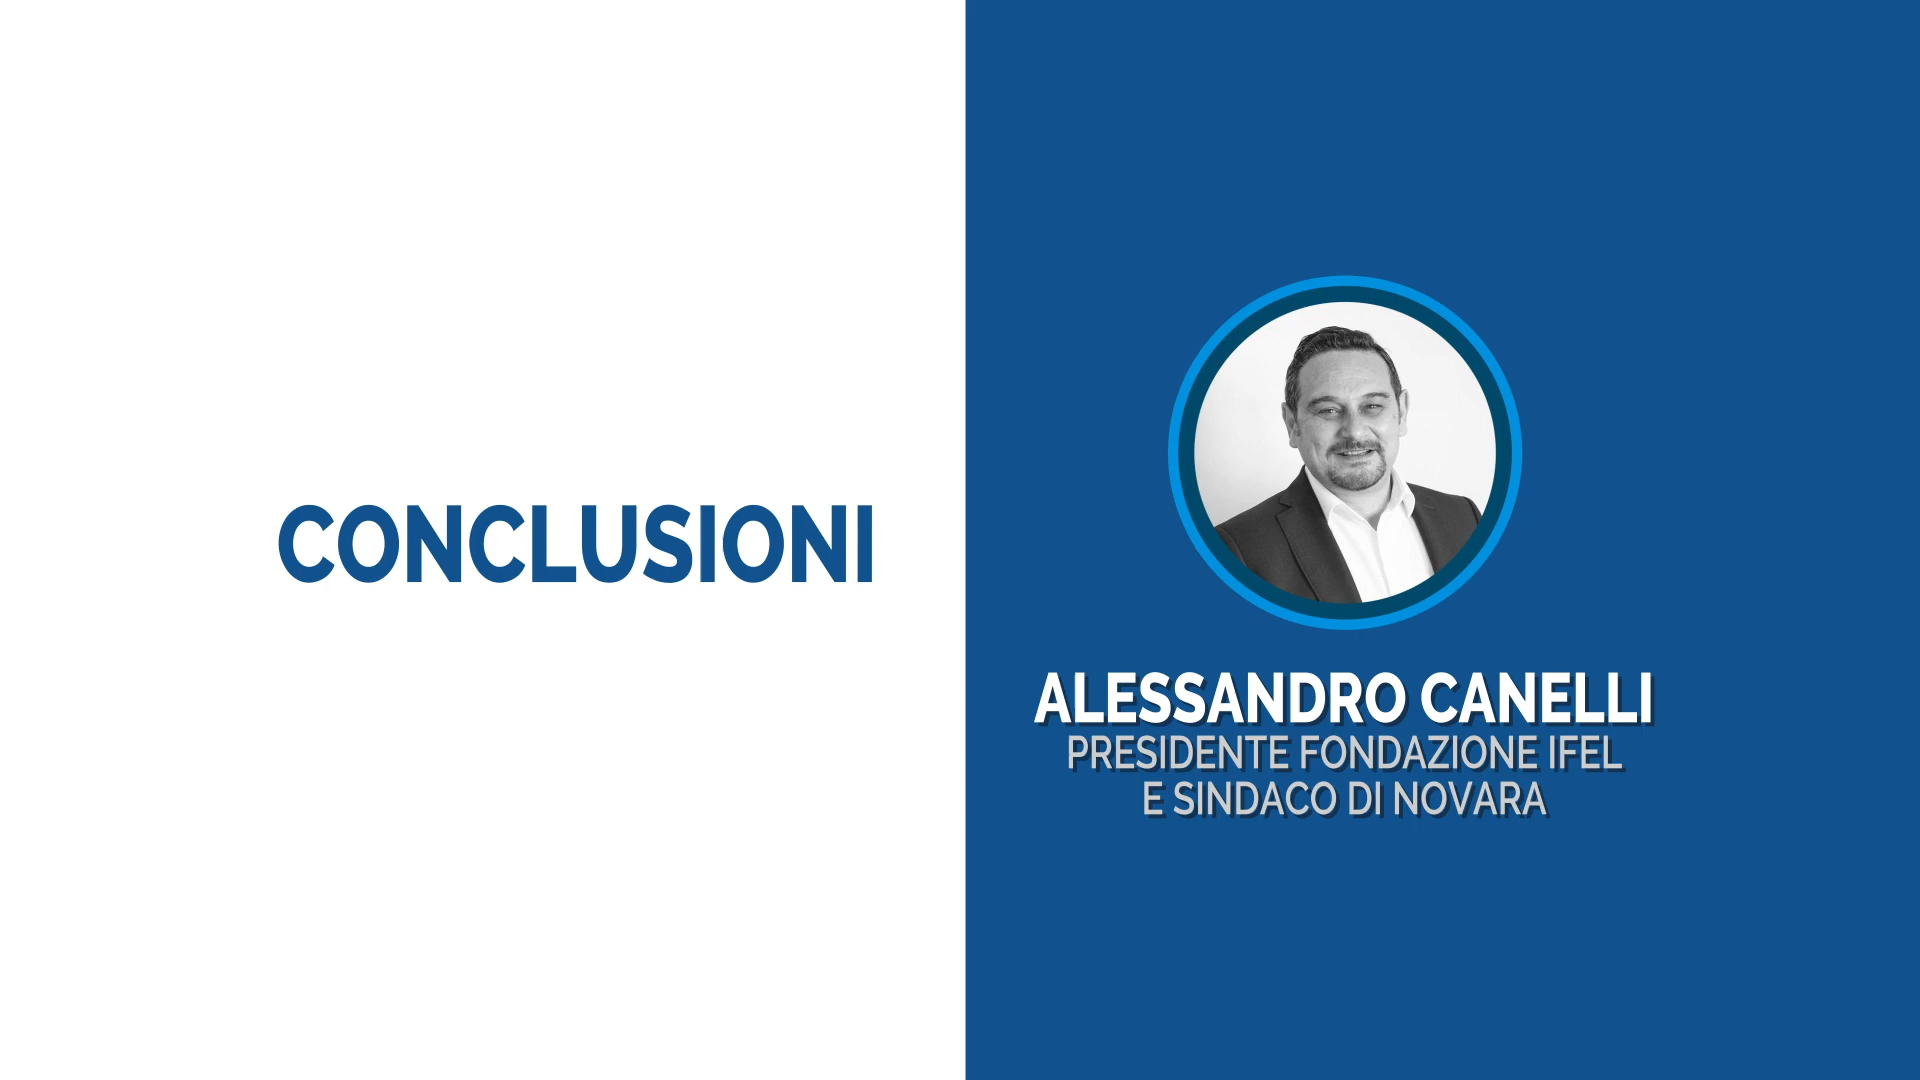 CONCLUSIONI
ALESSANDRO CANELLI
PRESIDENTE FONDAZIONE IFEL
E SINDACO DI NOVARA